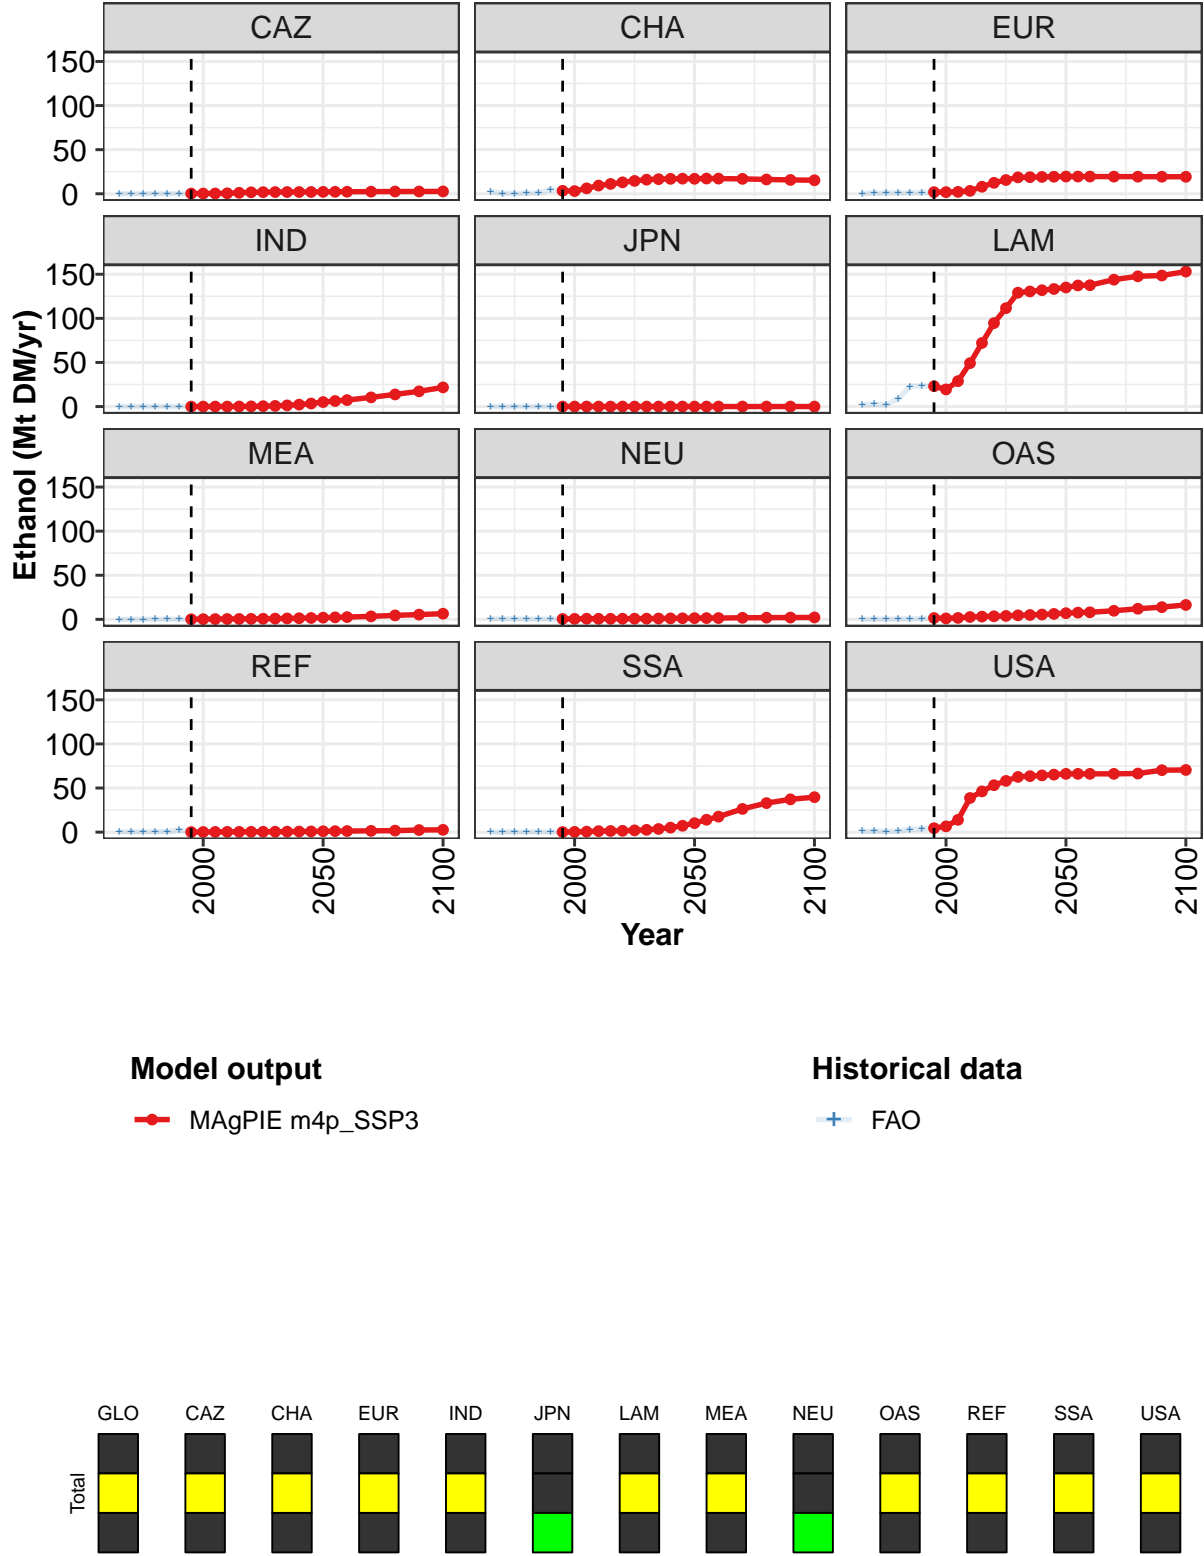 CAZ CHA EUR
150
100
50
0
IND JPN LAM
150
100
50
0
MEA NEU OAS
150
100
50
0
REF SSA USA
150
100
50
0
Ethanol (Mt DM/yr)
2000 2050 2100 2000 2050 2100 2000 2050 2100
Year
Model output Historical data
MAgPIE m4p_SSP3 FAO
GLO CAZ CHA EUR IND JPN LAM MEA NEU OAS REF SSA USA
Total